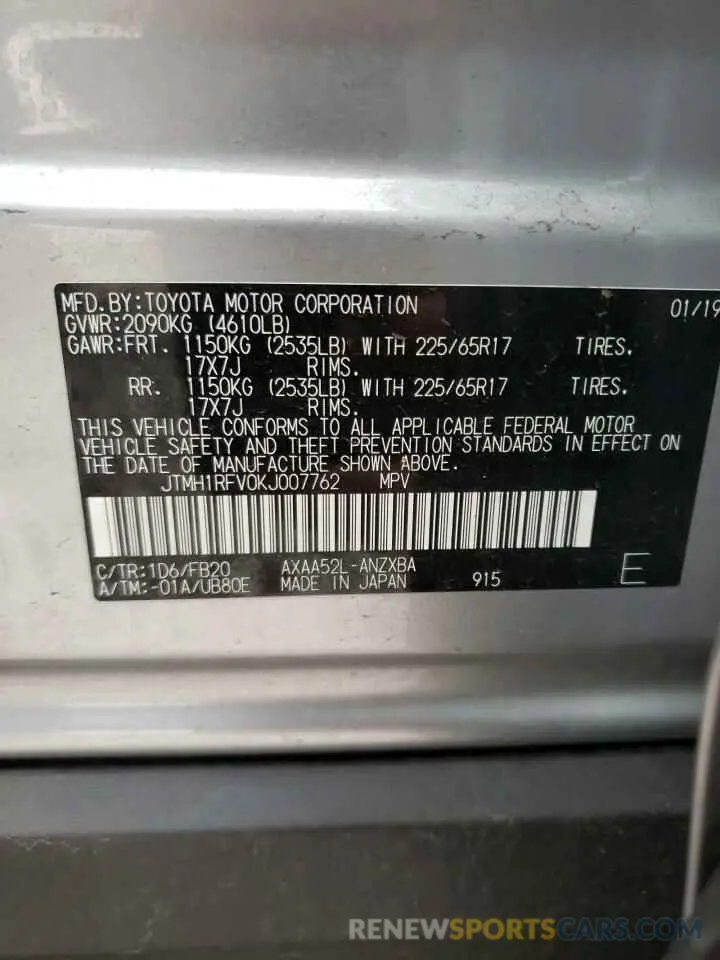 MFD.BY:TOYOTA MOTOR CORPORATION 01/19
GVWR:2090KG (4610LB)
GAWR:FRT. 1150KG (2535LB) WITH 225/65R17 TIRES.
17X7J RIMS.
RR. 1150KG (2535LB) WITH 225/65R17 TIRES.
17X7J RIMS.
THIS VEHICLE CONFORMS TO ALL APPLICABLE FEDERAL MOTOR
VEHICLE SAFETY AND THEFT PREVENTION STANDARDS IN EFFECT ON
THE DATE OF MANUFACTURE SHOWN ABOVE.
JTMH1RFV0KJ007762 MPV
C/TR:1D6/FB20 AXAA52L-ANZXBA
A/TM:-01A/UB80E MADE IN JAPAN 915 E
RENEWSPORTSCARS.COM